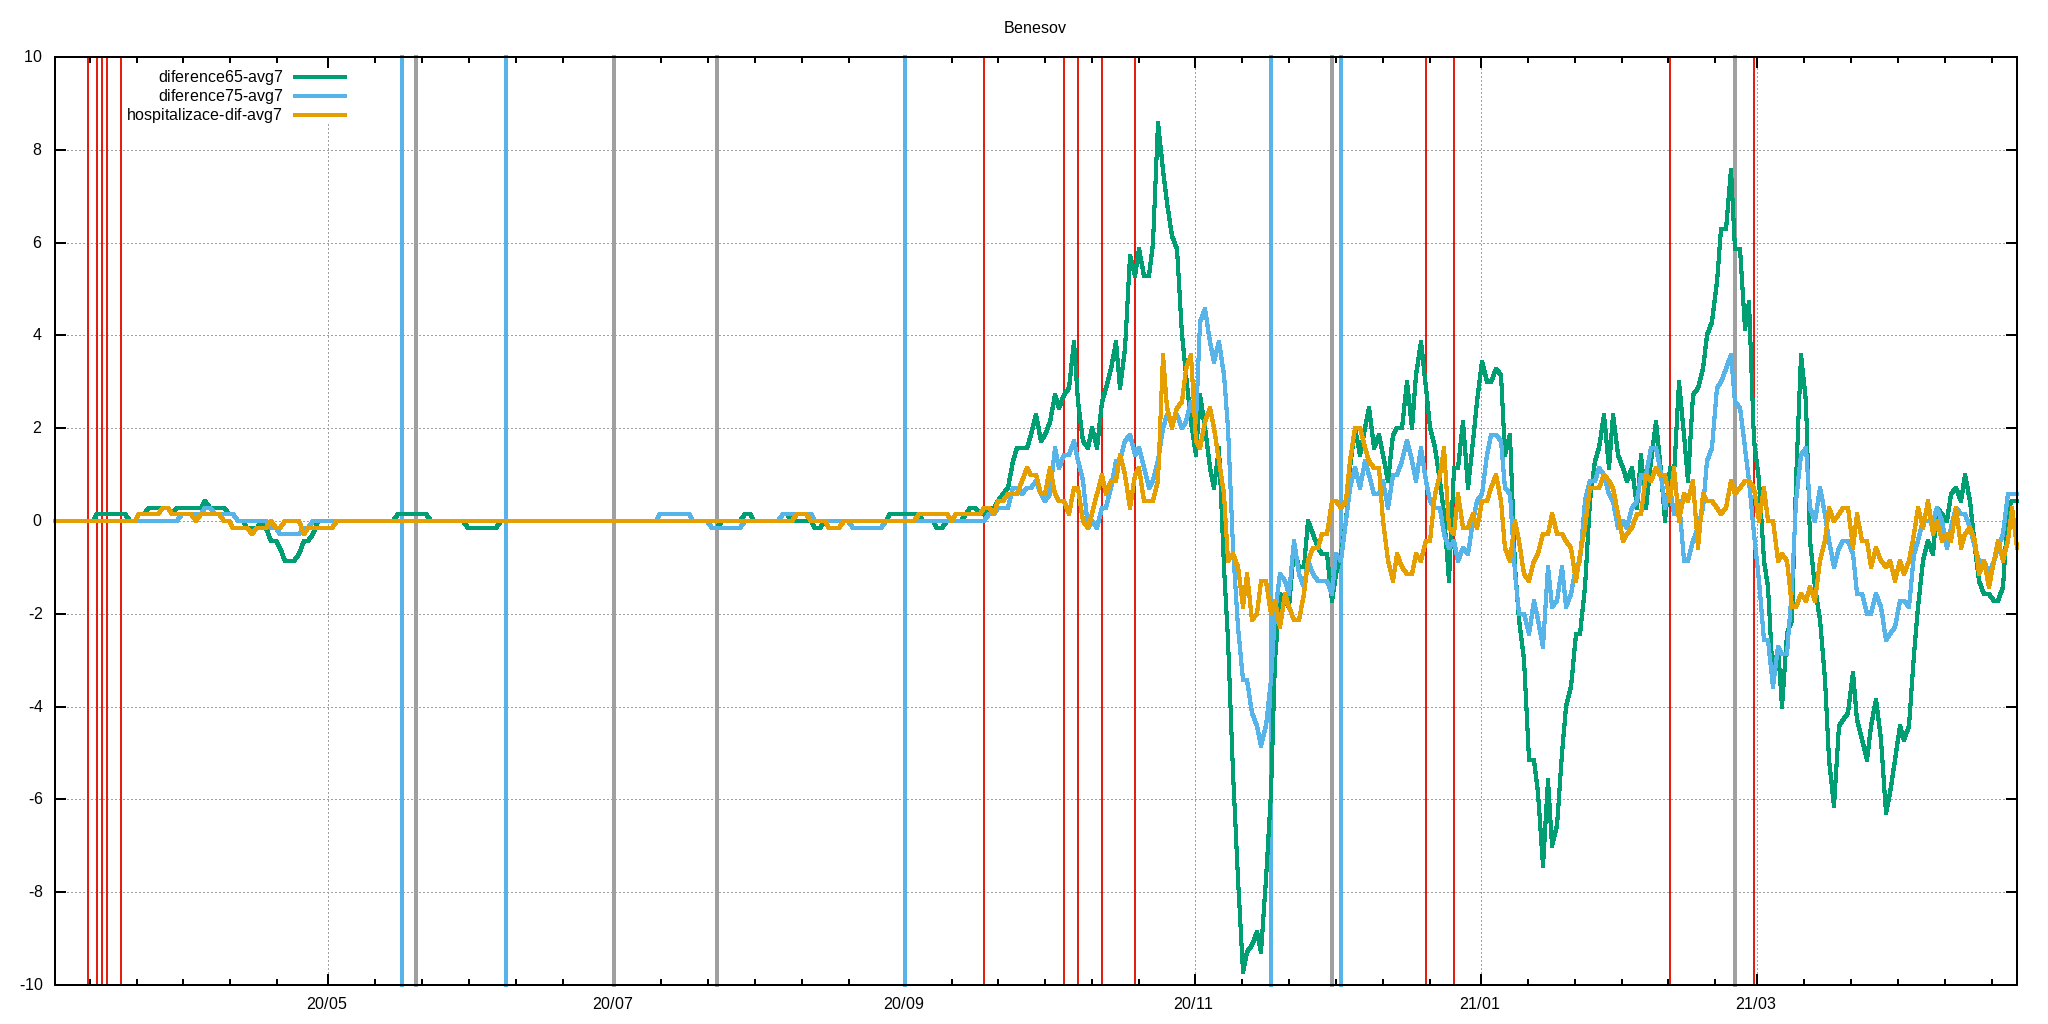 Benesov
diference65-avg7
diference75-avg7
hospitalizace-dif-avg7
10
8
6
4
2
0
-2
-4
-6
-8
-10
20/05 20/07 20/09 20/11 21/01 21/03